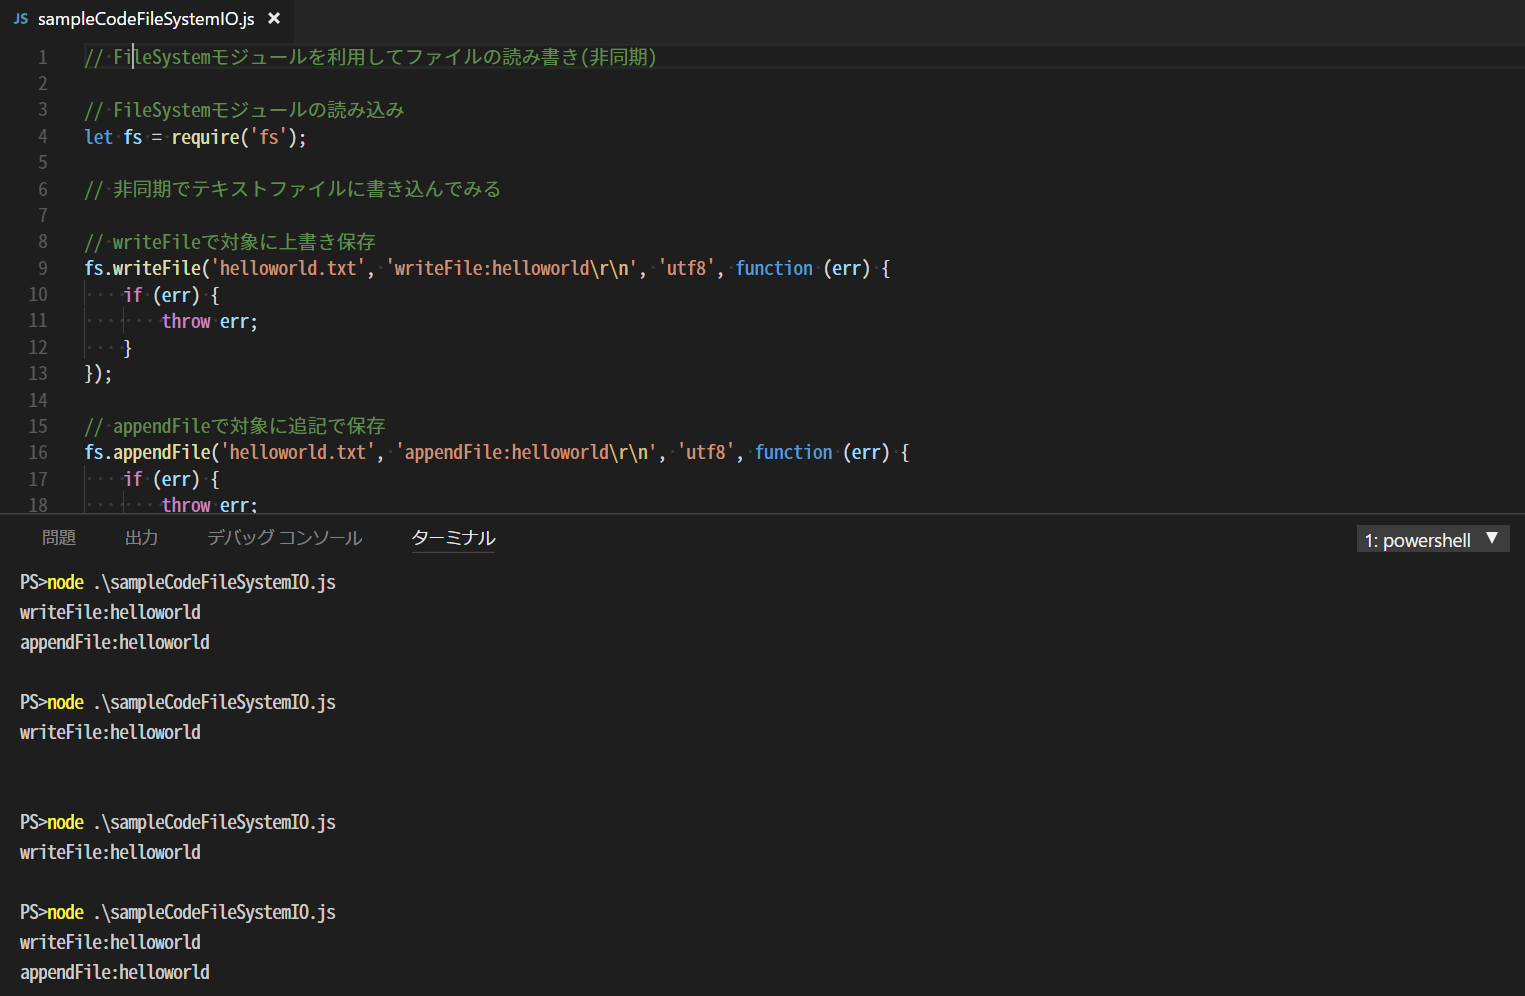 JS sampleCodeFileSystemIO.js ×
1 // FileSystemモジュールを利用してファイルの読み書き(非同期)
2
3 // FileSystemモジュールの読み込み
4 let fs = require('fs');
5
6 // 非同期でテキストファイルに書き込んでみる
7
8 // writeFileで対象に上書き保存
9 fs.writeFile('helloworld.txt', 'writeFile:helloworld\r\n', 'utf8', function (err) {
10     if (err) {
11         throw err;
12     }
13 });
14
15 // appendFileで対象に追記で保存
16 fs.appendFile('helloworld.txt', 'appendFile:helloworld\r\n', 'utf8', function (err) {
17     if (err) {
18         throw err;
問題 出力 デバッグ コンソール ターミナル 1: powershell ▼
PS>node .\sampleCodeFileSystemIO.js
writeFile:helloworld
appendFile:helloworld
PS>node .\sampleCodeFileSystemIO.js
writeFile:helloworld
PS>node .\sampleCodeFileSystemIO.js
writeFile:helloworld
PS>node .\sampleCodeFileSystemIO.js
writeFile:helloworld
appendFile:helloworld